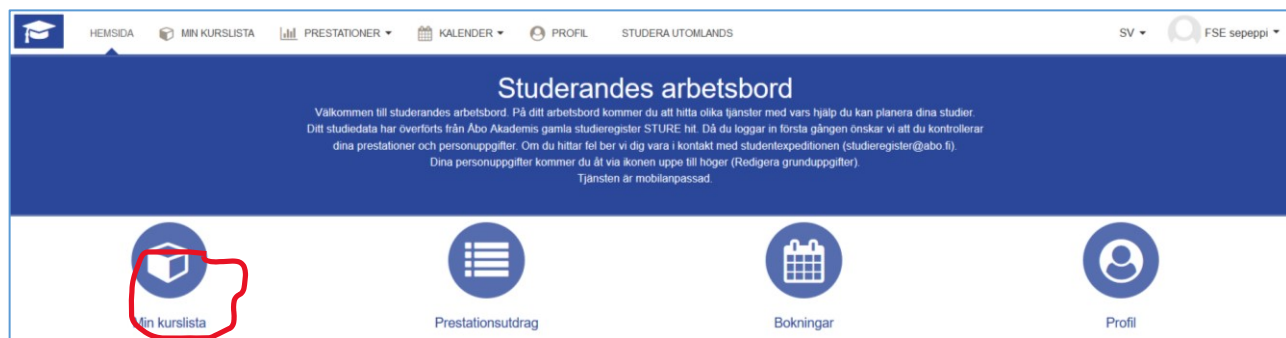 HEMSIDA MIN KURSLISTA PRESTATIONER KALENDER PROFIL STUDERA UTOMLANDS SV FSE sepeppi
Studerandes arbetsbord
Välkommen till studerandes arbetsbord. På ditt arbetsbord kommer du att hitta olika tjänster med vars hjälp du kan planera dina studier.
Ditt studiedata har överförts från Åbo Akademis gamla studieregister STURE hit. Då du loggar in första gången önskar vi att du kontrollerar
dina prestationer och personuppgifter. Om du hittar fel ber vi dig vara i kontakt med studentexpeditionen (studieregister@abo.fi).
Dina personuppgifter kommer du åt via ikonen uppe till höger (Redigera grunduppgifter).
Tjänsten är mobilanpassad.
Min kurslista Prestationsutdrag Bokningar Profil